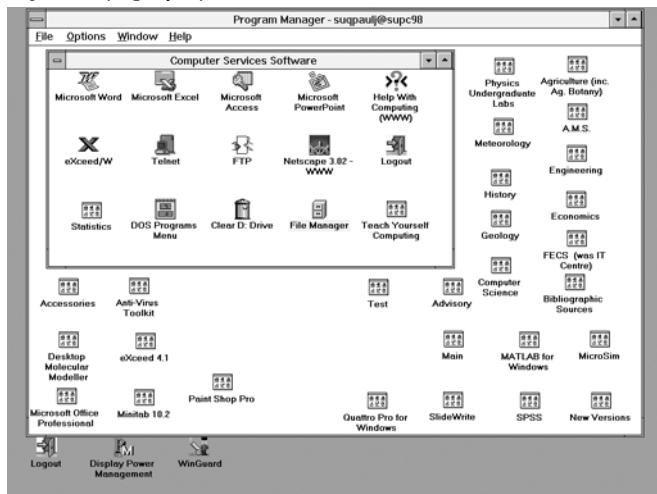 Program Manager - suqpaulj@supc98
File Options Window Help
Computer Services Software
Microsoft Word
Microsoft Excel
Microsoft
Access
Microsoft
PowerPoint
Help With
Computing
(WWW)
eXceed/W
Telnet
FTP
Netscape 3.02 -
WWW
Logout
Statistics
DOS Programs
Menu
Clear D: Drive
File Manager
Teach Yourself
Computing
Physics
Undergraduate
Labs
Agriculture (inc.
Ag. Botany)
Meteorology
A.M.S.
History
Engineering
Geology
Economics
Computer
Science
FECS (was IT
Centre)
Accessories
Anti-Virus
Toolkit
Test
Advisory
Bibliographic
Sources
Desktop
Molecular
Modeller
eXceed 4.1
Main
MATLAB for
Windows
MicroSim
Microsoft Office
Professional
Minitab 10.2
Paint Shop Pro
Quattro Pro for
Windows
SlideWrite
SPSS
New Versions
Logout
Display Power
Management
WinGuard